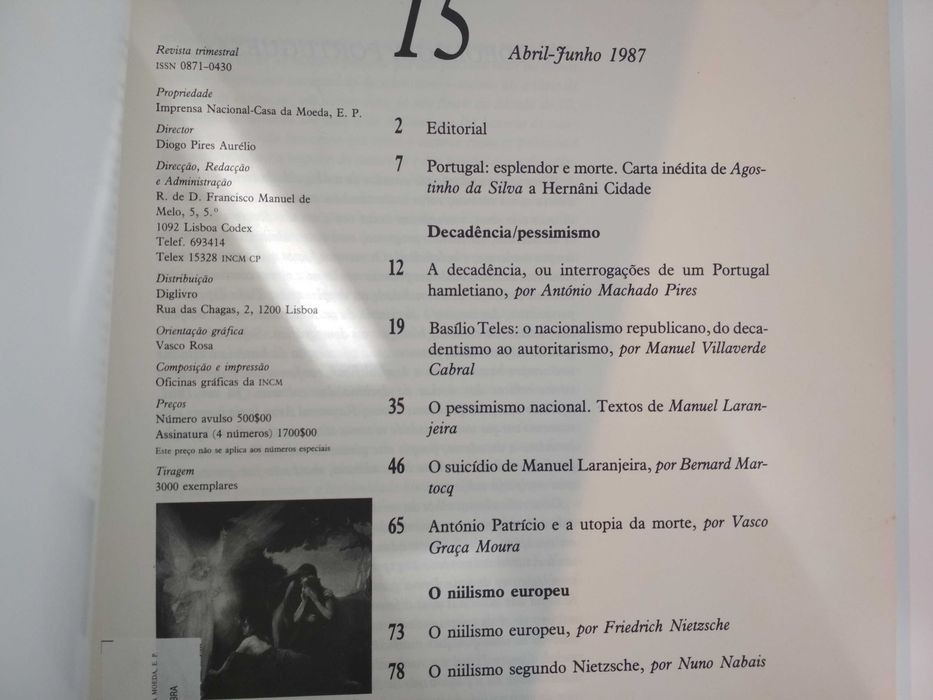 15
Abril-Junho 1987
Revista trimestral
ISSN 0871-0430
Propriedade
Imprensa Nacional-Casa da Moeda, E. P.
Director
Diogo Pires Aurélio
Direcção, Redacção
e Administração
R. de D. Francisco Manuel de
Melo, 5, 5.º
1092 Lisboa Codex
Telef. 693414
Telex 15328 INCM CP
Distribuição
Diglivro
Rua das Chagas, 2, 1200 Lisboa
Orientação gráfica
Vasco Rosa
Composição e impressão
Oficinas gráficas da INCM
Preços
Número avulso 500$00
Assinatura (4 números) 1700$00
Este preço não se aplica aos números especiais
Tiragem
3000 exemplares
2 Editorial
7 Portugal: esplendor e morte. Carta inédita de Agos-
tinho da Silva a Hernâni Cidade
Decadência/pessimismo
12 A decadência, ou interrogações de um Portugal
hamletiano, por António Machado Pires
19 Basílio Teles: o nacionalismo republicano, do deca-
dentismo ao autoritarismo, por Manuel Villaverde
Cabral
35 O pessimismo nacional. Textos de Manuel Laran-
jeira
46 O suicídio de Manuel Laranjeira, por Bernard Mar-
tocq
65 António Patrício e a utopia da morte, por Vasco
Graça Moura
O niilismo europeu
73 O niilismo europeu, por Friedrich Nietzsche
78 O niilismo segundo Nietzsche, por Nuno Nabais
MOEDA, E. P.
BRA